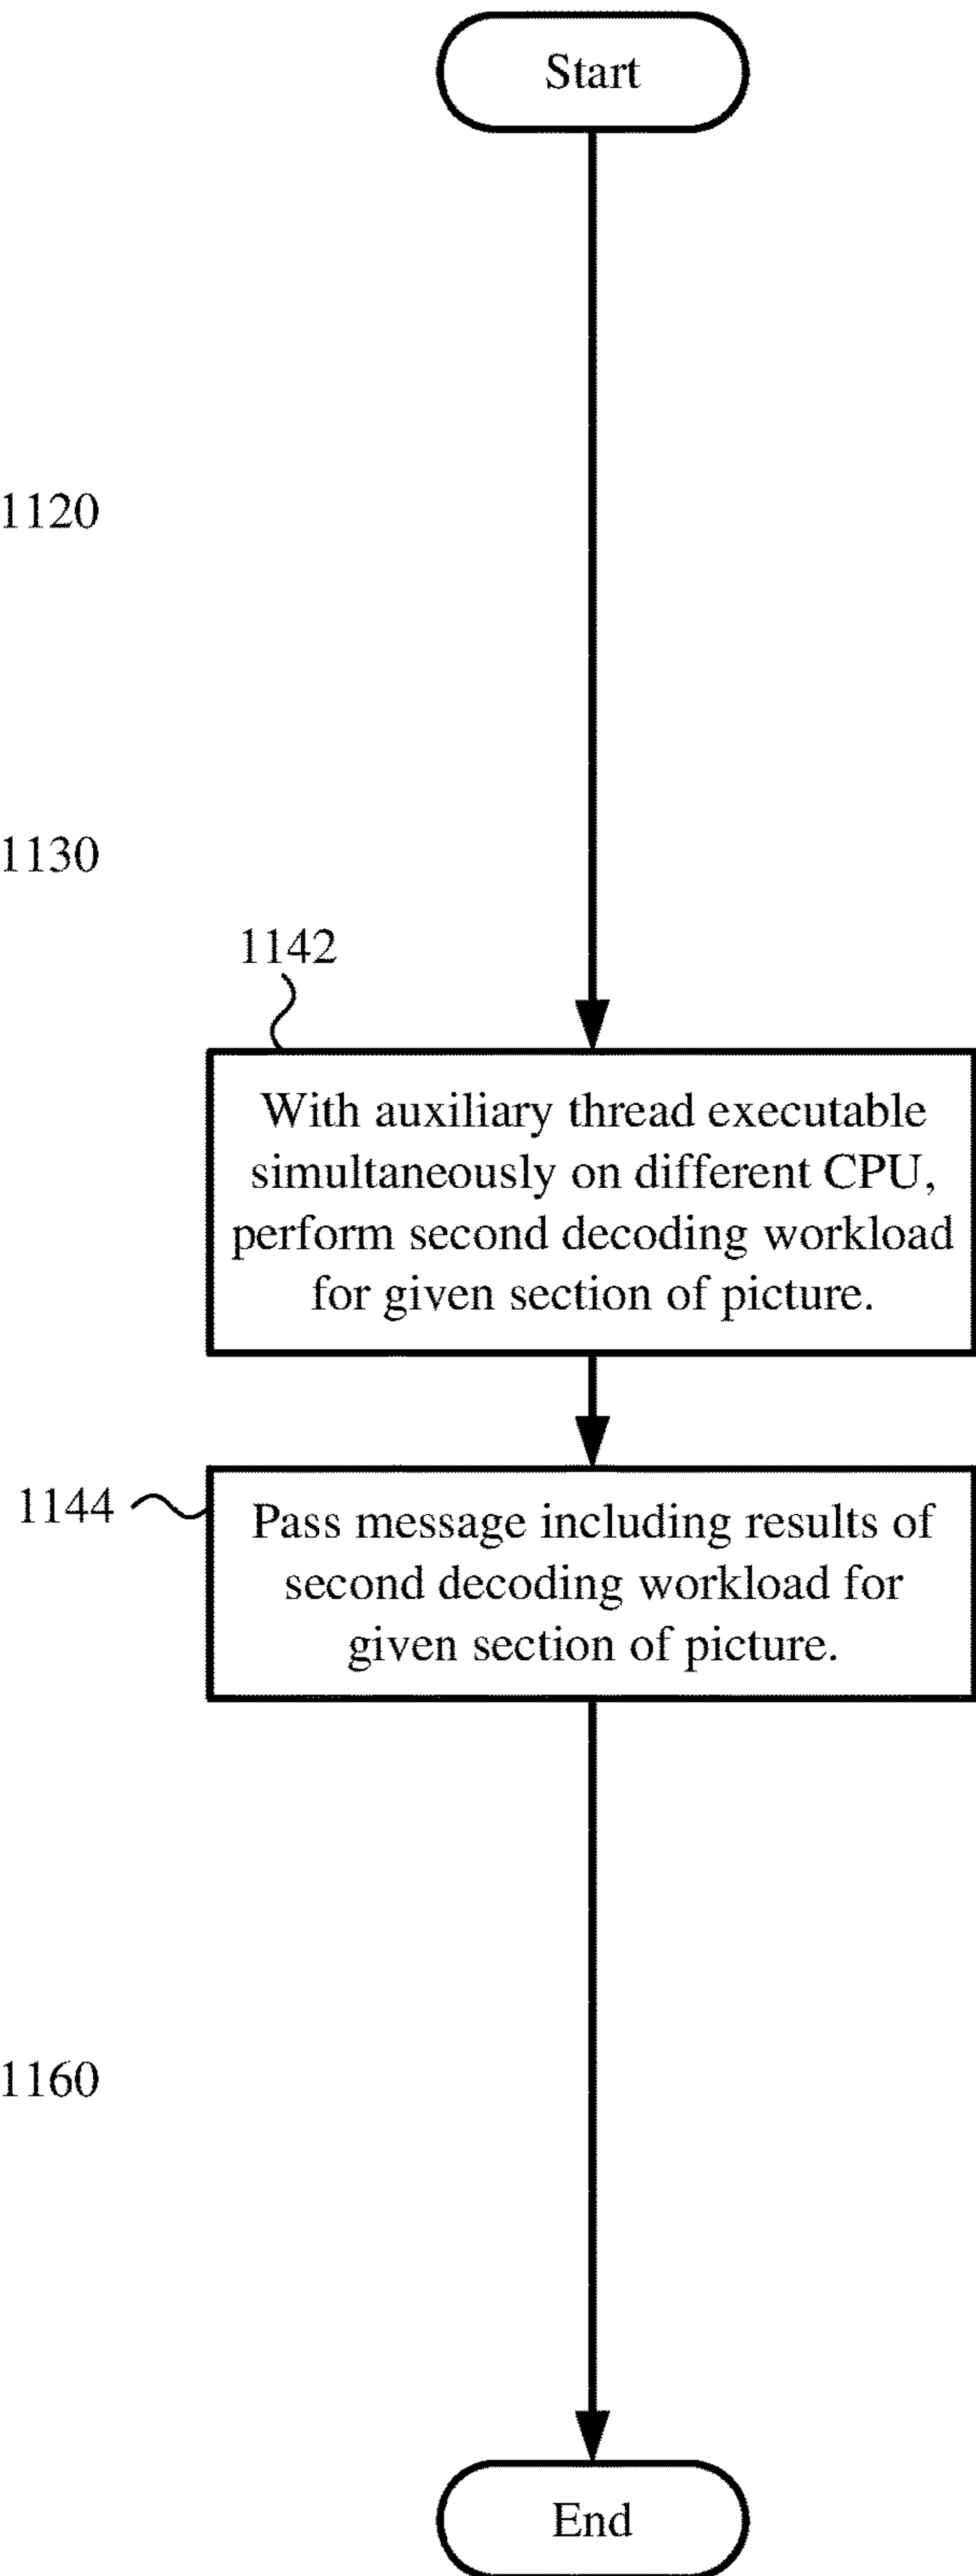 Start
1120
1130
1142
With auxiliary thread executable
simultaneously on different CPU,
perform second decoding workload
for given section of picture.
1144
Pass message including results of
second decoding workload for
given section of picture.
1160
End